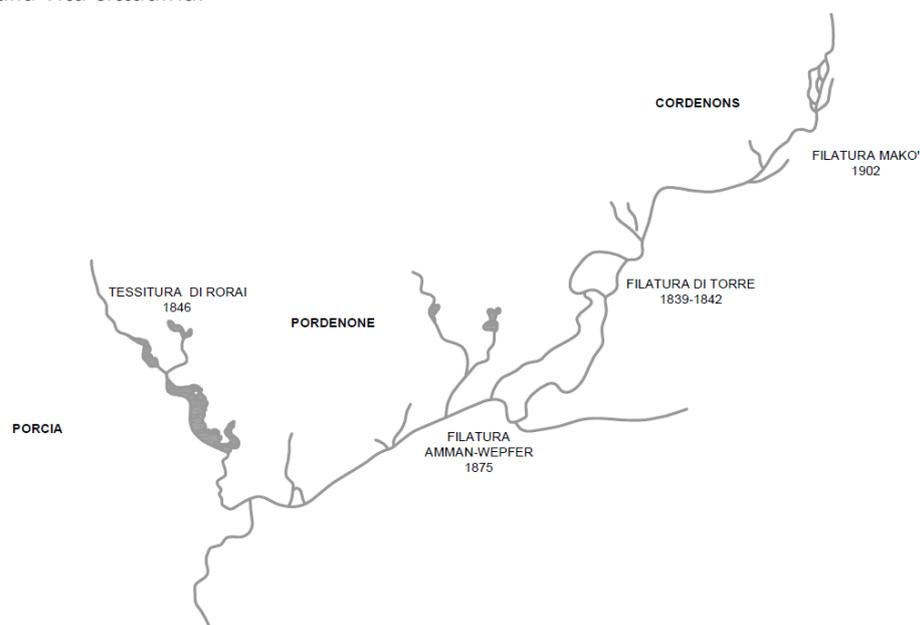 CORDENONS
FILATURA MAKO'
1902
FILATURA DI TORRE
1839-1842
TESSITURA DI RORAI
1846
PORDENONE
PORCIA
FILATURA
AMMAN-WEPFER
1875